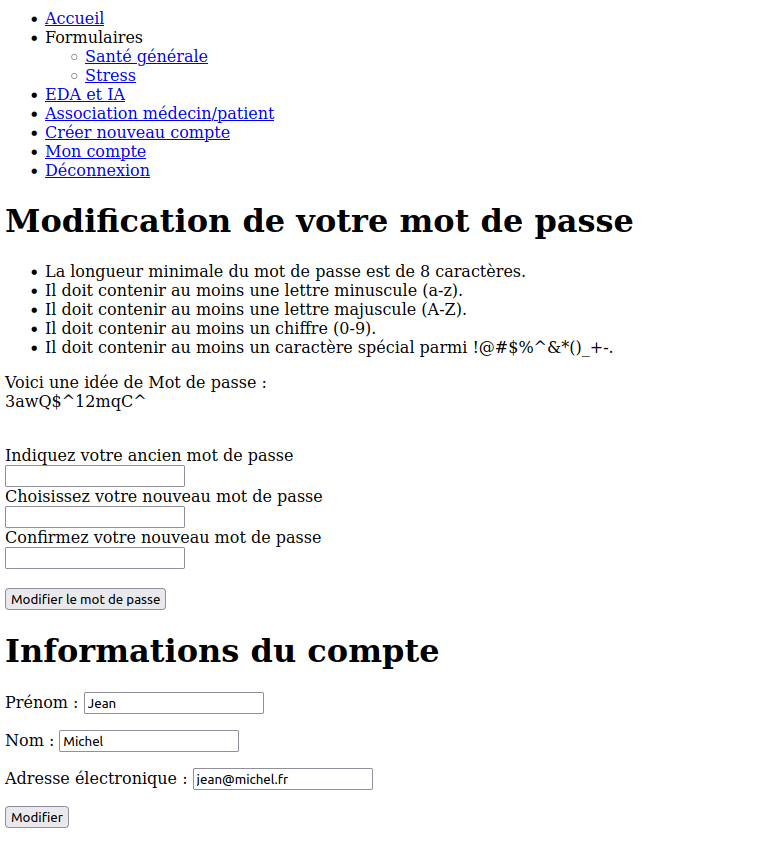 Accueil
Formulaires
Santé générale
Stress
EDA et IA
Association médecin/patient
Créer nouveau compte
Mon compte
Déconnexion
Modification de votre mot de passe
La longueur minimale du mot de passe est de 8 caractères.
Il doit contenir au moins une lettre minuscule (a-z).
Il doit contenir au moins une lettre majuscule (A-Z).
Il doit contenir au moins un chiffre (0-9).
Il doit contenir au moins un caractère spécial parmi !@#$%^&*()_+-.
Voici une idée de Mot de passe :
3awQ$^12mqC^
Indiquez votre ancien mot de passe
Choisissez votre nouveau mot de passe
Confirmez votre nouveau mot de passe
Modifier le mot de passe
Informations du compte
Prénom : Jean
Nom : Michel
Adresse électronique : jean@michel.fr
Modifier